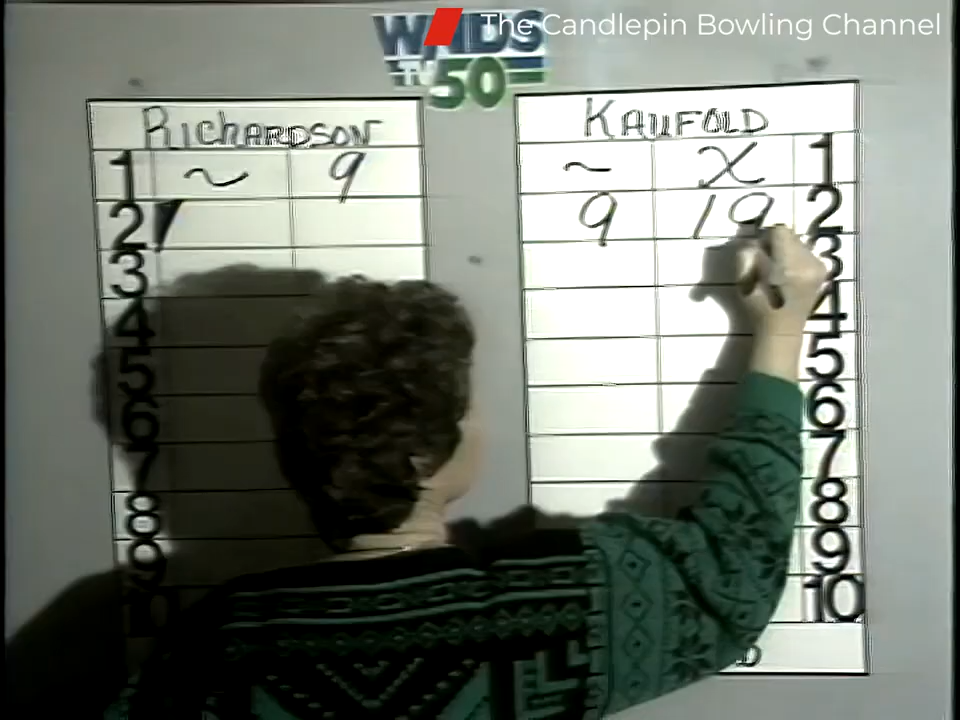 The Candlepin Bowling Channel
WNDS
TV 50
RICHARDSON
KAUFOLD
1 ~ 9
~ X 1
2
9 19 2
3
3
4
4
5
5
6
6
7
7
8
8
9
9
10
10